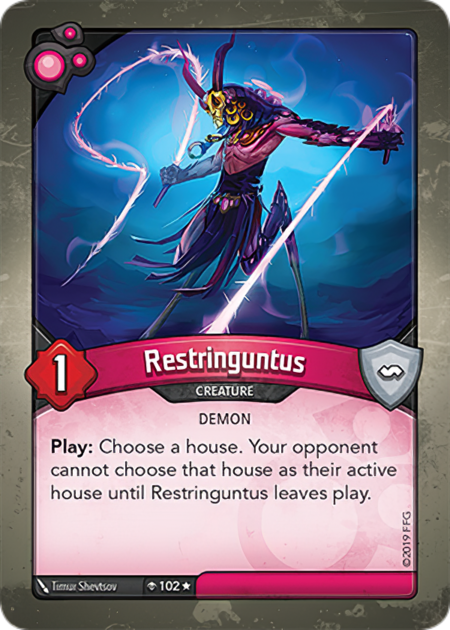 1
Restringuntus
CREATURE
DEMON
Play: Choose a house. Your opponent
cannot choose that house as their active
house until Restringuntus leaves play.
©2019 FFG
Timur Shevtsov
102